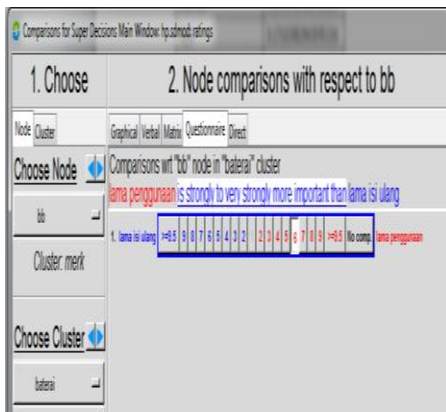 Comparisons for Super Decisions Main Window: hp.sdmod: ratings
1. Choose
2. Node comparisons with respect to bb
Node Cluster
Graphical Verbal Matrix Questionnaire Direct
Choose Node
Comparisons wrt "bb" node in "baterai" cluster
lama penggunaan is strongly to very strongly more important than lama isi ulang
bb
1. lama isi ulang >=9.5 9 8 7 6 5 4 3 2 2 3 4 5 6 7 8 9 >=9.5 No comp. lama penggunaan
Cluster: merk
Choose Cluster
baterai